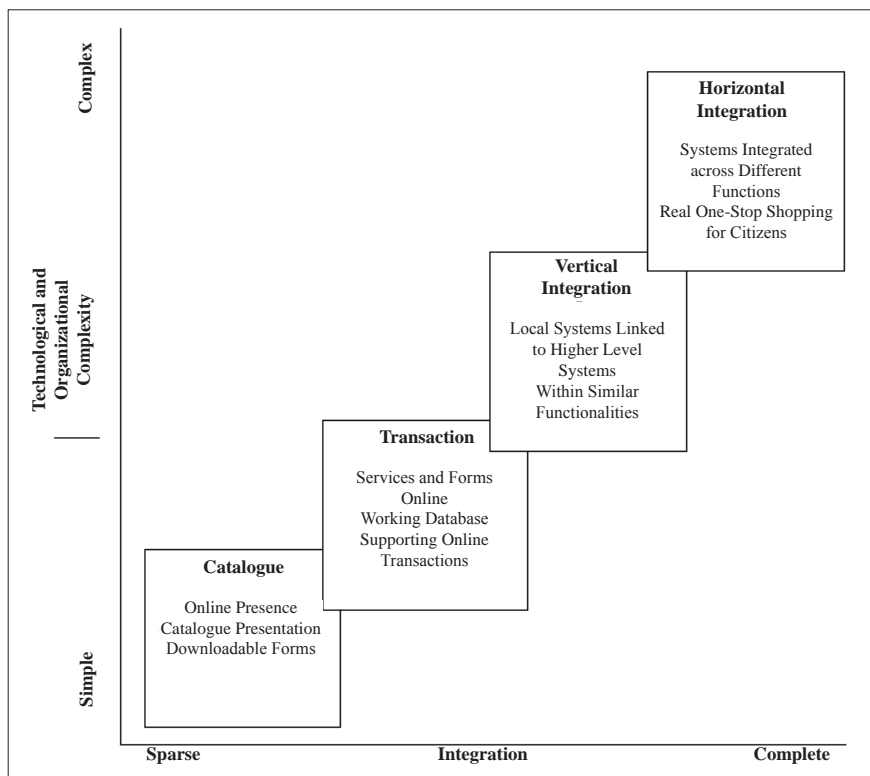 Complex
Technological and
Organizational
Complexity
Simple
Horizontal
Integration
Systems Integrated
across Different
Functions
Real One-Stop Shopping
for Citizens
Vertical
Integration
Local Systems Linked
to Higher Level
Systems
Within Similar
Functionalities
Transaction
Services and Forms
Online
Working Database
Supporting Online
Transactions
Catalogue
Online Presence
Catalogue Presentation
Downloadable Forms
Sparse
Integration
Complete